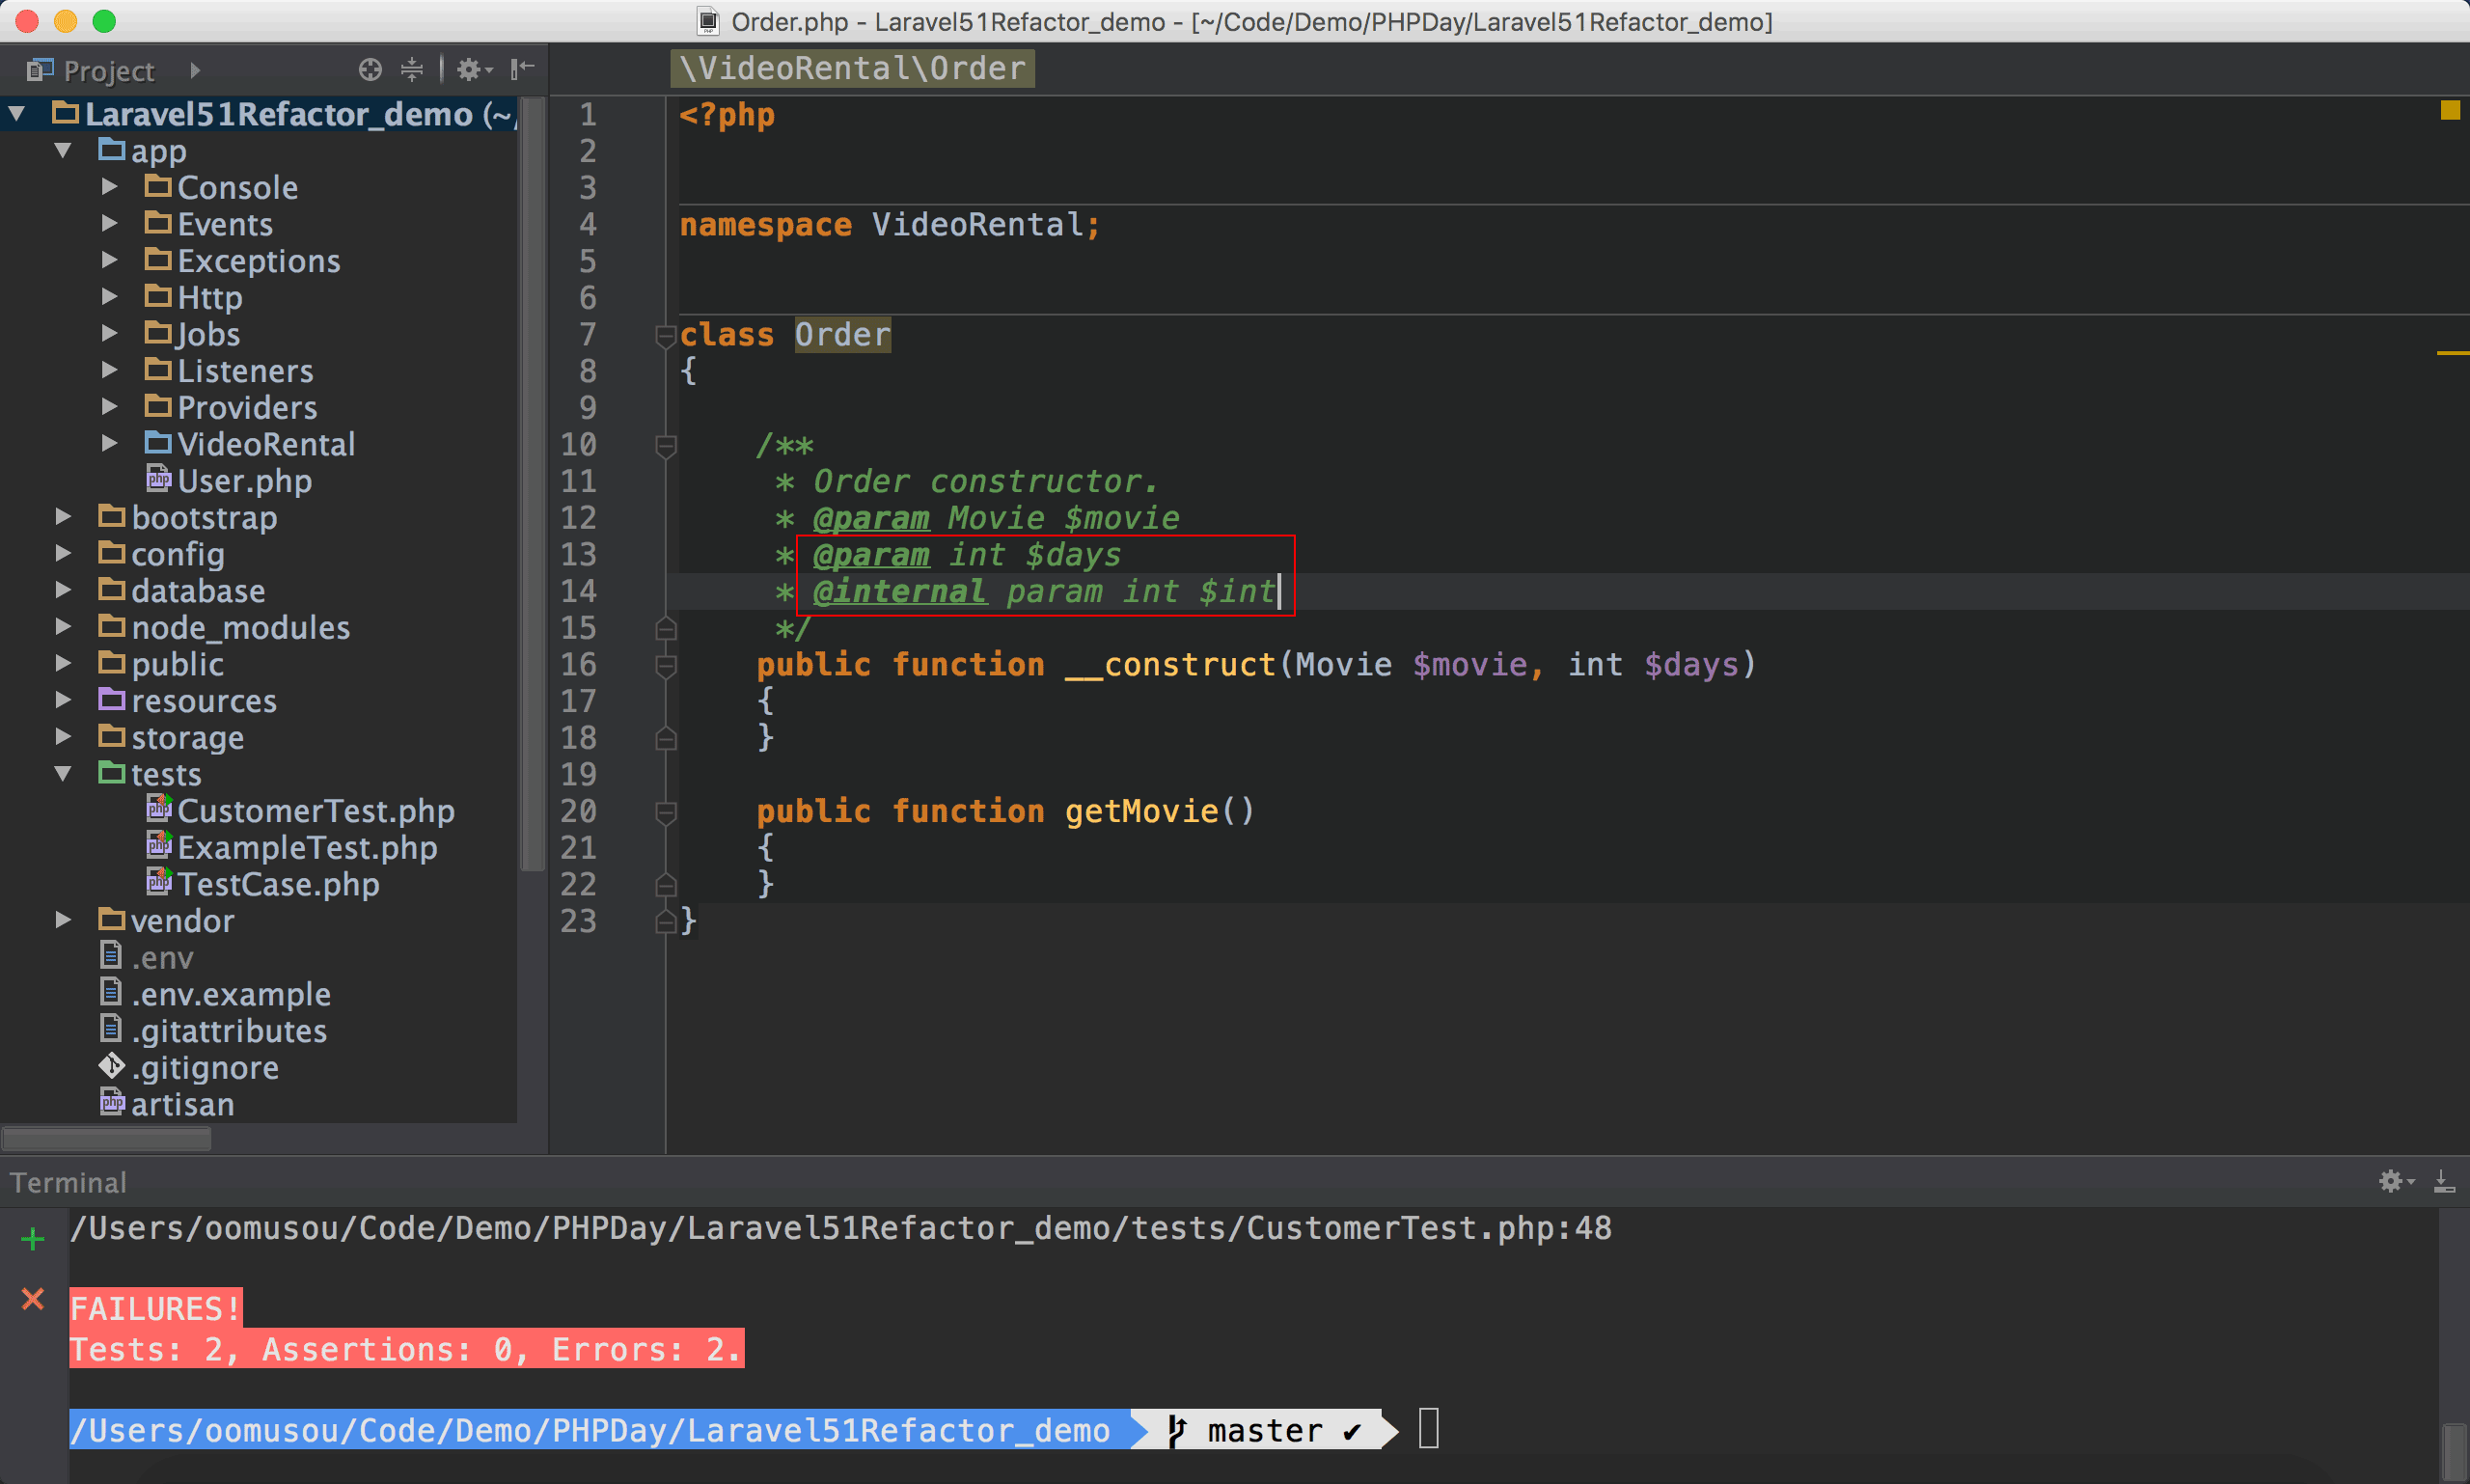 Order.php - Laravel51Refactor_demo - [~/Code/Demo/PHPDay/Laravel51Refactor_demo]
Project
\VideoRental\Order
Laravel51Refactor_demo (~/
app
Console
Events
Exceptions
Http
Jobs
Listeners
Providers
VideoRental
User.php
bootstrap
config
database
node_modules
public
resources
storage
tests
CustomerTest.php
ExampleTest.php
TestCase.php
vendor
.env
.env.example
.gitattributes
.gitignore
artisan
1 <?php
2
3
4 namespace VideoRental;
5
6
7 class Order
8 {
9
10     /**
11      * Order constructor.
12      * @param Movie $movie
13      * @param int $days
14      * @internal param int $int
15      */
16     public function __construct(Movie $movie, int $days)
17     {
18     }
19
20     public function getMovie()
21     {
22     }
23 }
Terminal
/Users/oomusou/Code/Demo/PHPDay/Laravel51Refactor_demo/tests/CustomerTest.php:48
FAILURES!
Tests: 2, Assertions: 0, Errors: 2.
/Users/oomusou/Code/Demo/PHPDay/Laravel51Refactor_demo master ✔